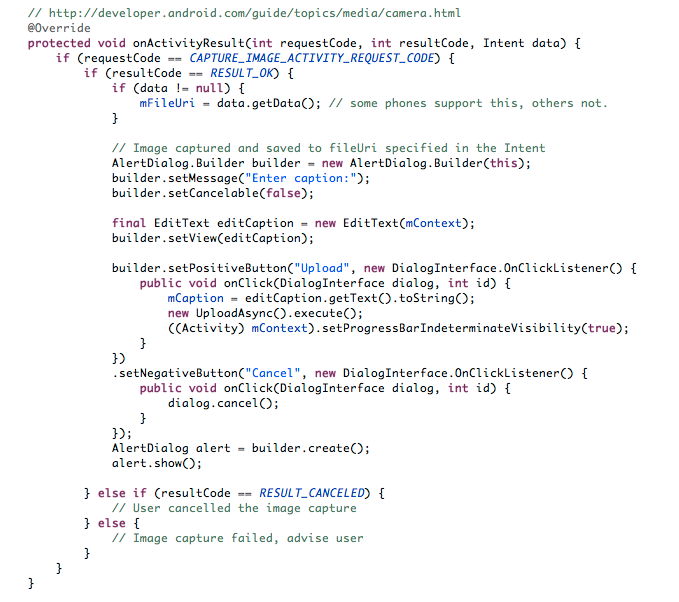 // http://developer.android.com/guide/topics/media/camera.html
@Override
protected void onActivityResult(int requestCode, int resultCode, Intent data) {
    if (requestCode == CAPTURE_IMAGE_ACTIVITY_REQUEST_CODE) {
        if (resultCode == RESULT_OK) {
            if (data != null) {
                mFileUri = data.getData(); // some phones support this, others not.
            }

            // Image captured and saved to fileUri specified in the Intent
            AlertDialog.Builder builder = new AlertDialog.Builder(this);
            builder.setMessage("Enter caption:");
            builder.setCancelable(false);

            final EditText editCaption = new EditText(mContext);
            builder.setView(editCaption);

            builder.setPositiveButton("Upload", new DialogInterface.OnClickListener() {
                public void onClick(DialogInterface dialog, int id) {
                    mCaption = editCaption.getText().toString();
                    new UploadAsync().execute();
                    ((Activity) mContext).setProgressBarIndeterminateVisibility(true);
                }
            })
            .setNegativeButton("Cancel", new DialogInterface.OnClickListener() {
                public void onClick(DialogInterface dialog, int id) {
                    dialog.cancel();
                }
            });
            AlertDialog alert = builder.create();
            alert.show();

        } else if (resultCode == RESULT_CANCELED) {
            // User cancelled the image capture
        } else {
            // Image capture failed, advise user
        }
    }
}